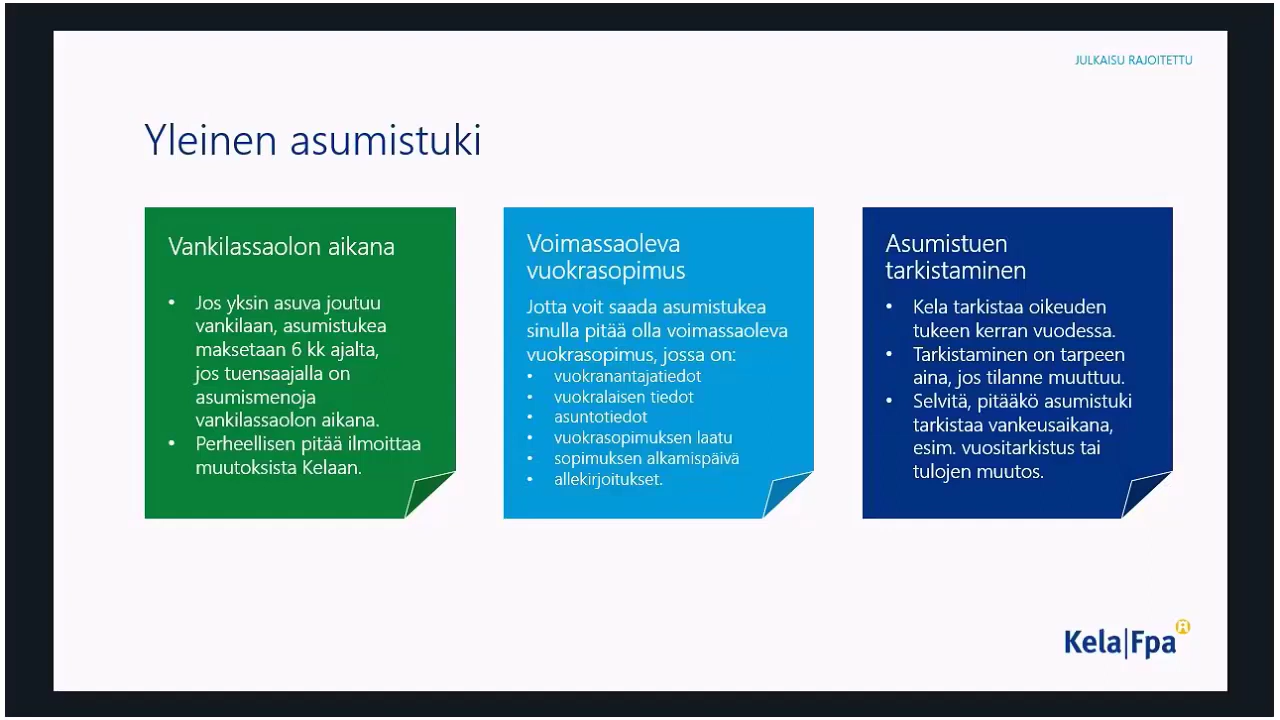 JULKAISU RAJOITETTU
Yleinen asumistuki
Vankilassaolon aikana
• Jos yksin asuva joutuu
vankilaan, asumistukea
maksetaan 6 kk ajalta,
jos tuensaajalla on
asumismenoja
vankilassaolon aikana.
• Perheellisen pitää ilmoittaa
muutoksista Kelaan.
Voimassaoleva
vuokrasopimus
Jotta voit saada asumistukea
sinulla pitää olla voimassaoleva
vuokrasopimus, jossa on:
• vuokranantajatiedot
• vuokralaisen tiedot
• asuntotiedot
• vuokrasopimuksen laatu
• sopimuksen alkamispäivä
• allekirjoitukset.
Asumistuen
tarkistaminen
• Kela tarkistaa oikeuden
tukeen kerran vuodessa.
• Tarkistaminen on tarpeen
aina, jos tilanne muuttuu.
• Selvitä, pitääkö asumistuki
tarkistaa vankeusaikana,
esim. vuositarkistus tai
tulojen muutos.
Kela|Fpa